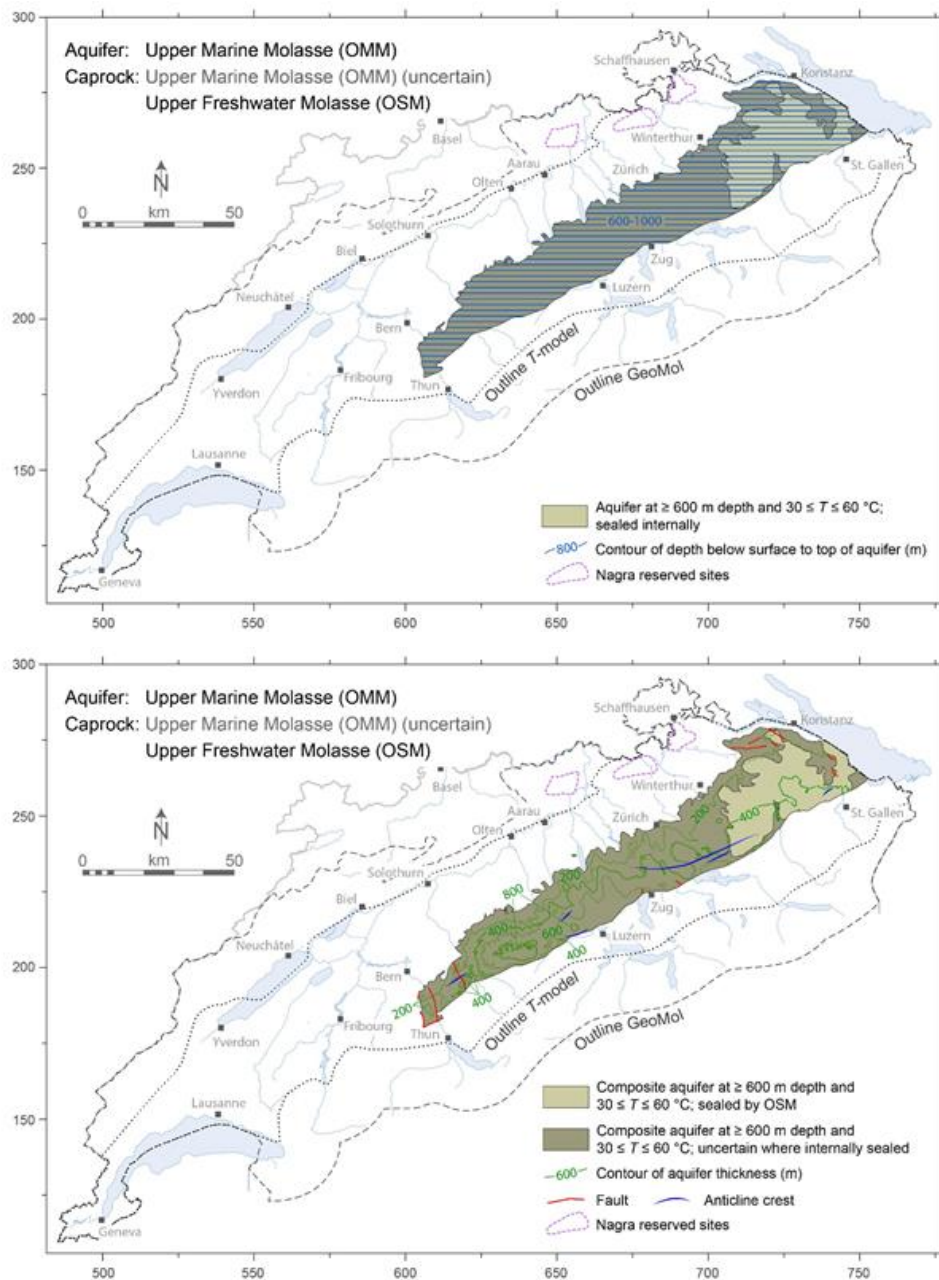 300
250
200
150
Aquifer: Upper Marine Molasse (OMM)
Caprock: Upper Marine Molasse (OMM) (uncertain)
Upper Freshwater Molasse (OSM)
N
0 km 50
Schaffhausen
Konstanz
Basel
Winterthur
Aarau
St. Gallen
Zürich
Olten
Solothurn
600-1000
Biel
Zug
Neuchâtel
Luzern
Bern
Outline T-model
Outline GeoMol
Yverdon
Fribourg
Thun
Lausanne
Geneva
Aquifer at ≥ 600 m depth and 30 ≤ T ≤ 60 °C;
sealed internally
800 Contour of depth below surface to top of aquifer (m)
Nagra reserved sites
500 550 600 650 700 750
300
250
200
150
Aquifer: Upper Marine Molasse (OMM)
Caprock: Upper Marine Molasse (OMM) (uncertain)
Upper Freshwater Molasse (OSM)
N
0 km 50
Schaffhausen
Konstanz
Basel
Winterthur
Aarau
200
400
St. Gallen
Zürich
Olten
200
800
Solothurn
Biel
400
600
Zug
Neuchâtel
Luzern
400
Bern
200
400
Outline T-model
Outline GeoMol
Yverdon
Fribourg
Thun
Lausanne
Geneva
Composite aquifer at ≥ 600 m depth and
30 ≤ T ≤ 60 °C; sealed by OSM
Composite aquifer at ≥ 600 m depth and
30 ≤ T ≤ 60 °C; uncertain where internally sealed
600 Contour of aquifer thickness (m)
Fault Anticline crest
Nagra reserved sites
500 550 600 650 700 750